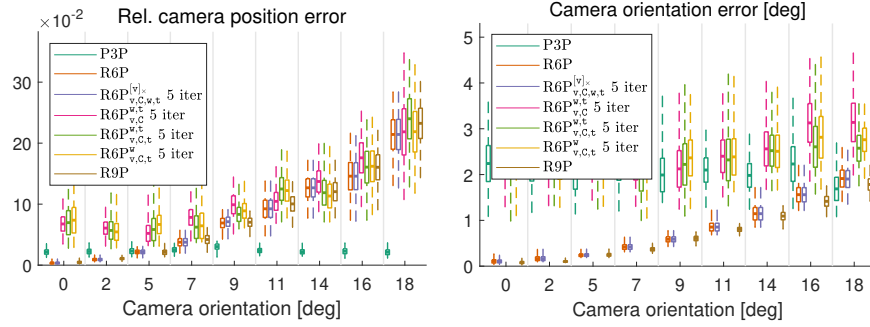 Rel. camera position error
×10⁻²
30
20
10
0
P3P
R6P
R6P^{[v]×}_{v,C,w,t} 5 iter
R6P^{w,t}_{v,C} 5 iter
R6P^{w,t}_{v,C,t} 5 iter
R6P^{w}_{v,C,t} 5 iter
R9P
0 2 5 7 9 11 14 16 18
Camera orientation [deg]
Camera orientation error [deg]
5
4
3
2
1
0
P3P
R6P
R6P^{[v]×}_{v,C,w,t} 5 iter
R6P^{w,t}_{v,C} 5 iter
R6P^{w,t}_{v,C,t} 5 iter
R6P^{w}_{v,C,t} 5 iter
R9P
0 2 5 7 9 11 14 16 18
Camera orientation [deg]